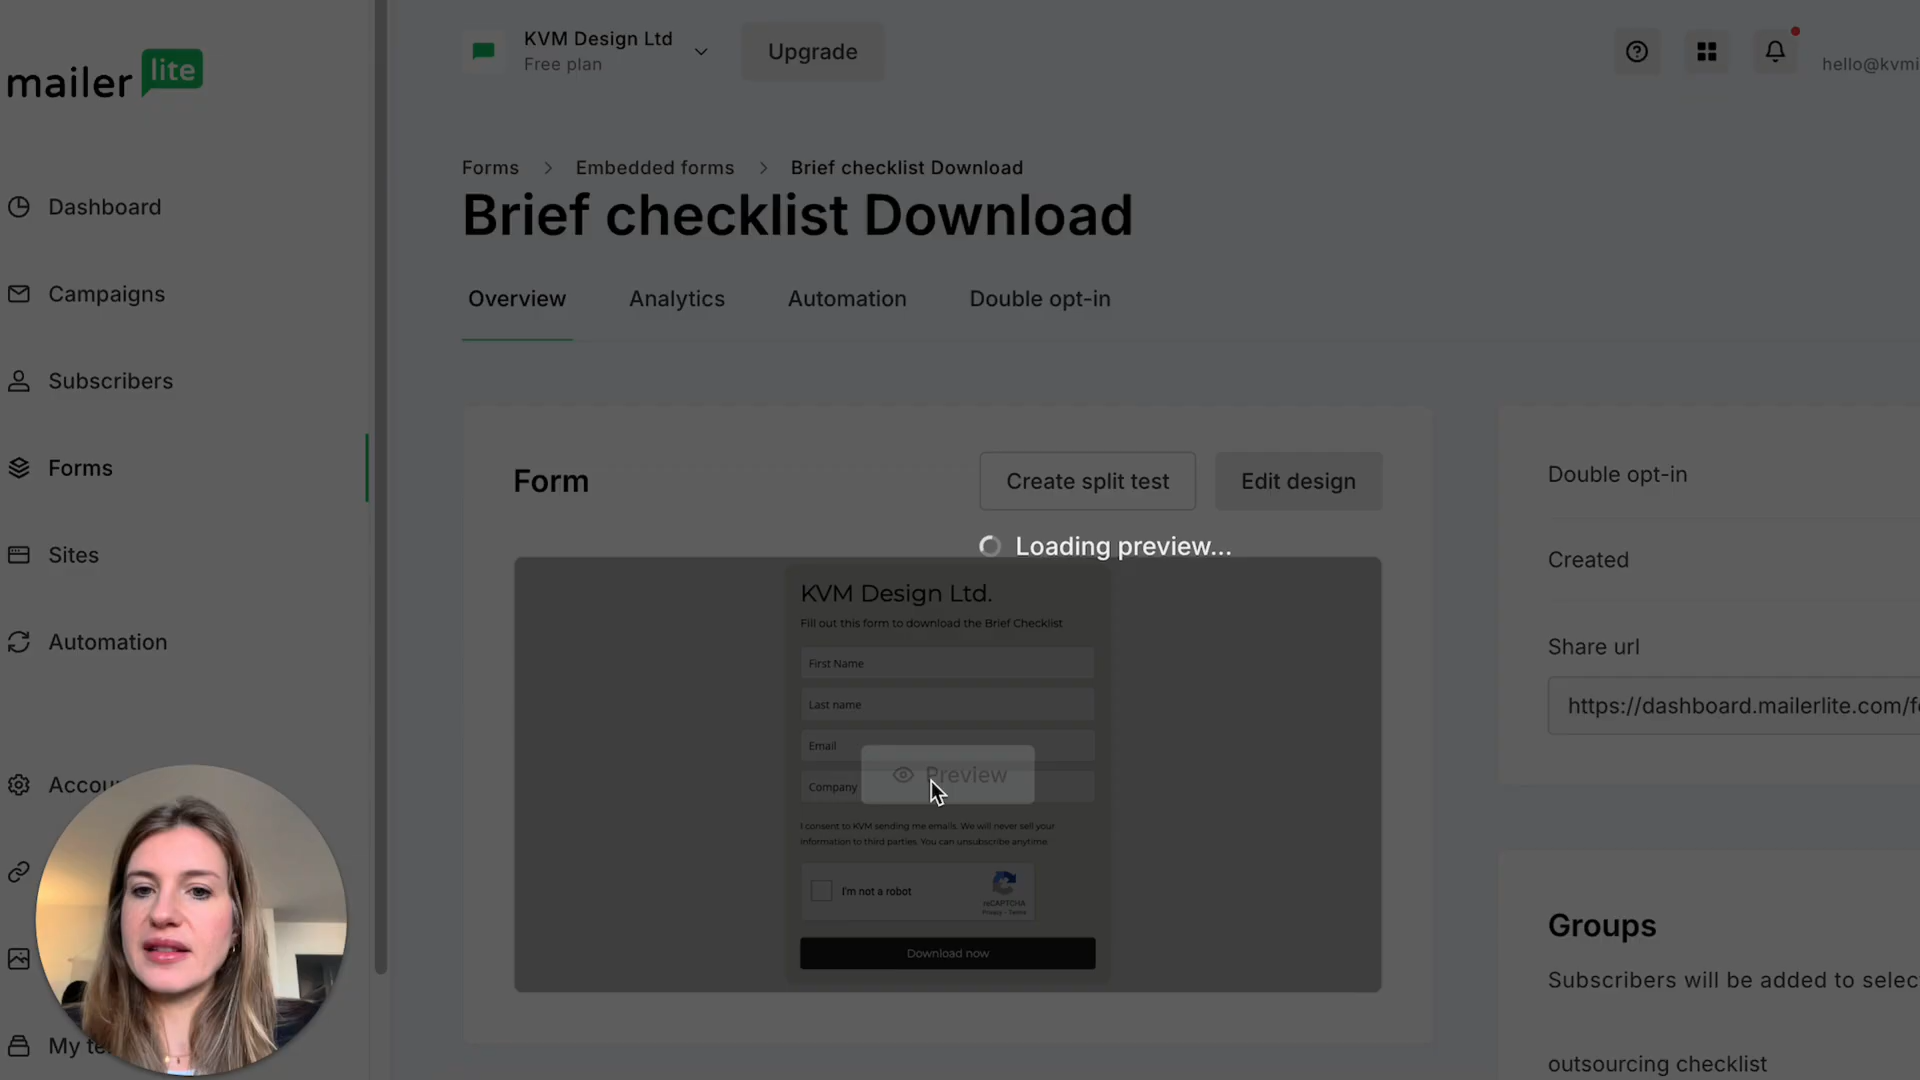 mailer lite
KVM Design Ltd
Free plan
Upgrade
hello@kvmi
Dashboard
Campaigns
Subscribers
Forms
Sites
Automation
Accou
My te
Forms > Embedded forms > Brief checklist Download
Brief checklist Download
Overview
Analytics
Automation
Double opt-in
Form
Create split test
Edit design
Loading preview...
KVM Design Ltd.
Fill out this form to download the Brief Checklist
First Name
Last name
Email
Preview
Company
I consent to KVM sending me emails. We will never sell your
information to third parties. You can unsubscribe anytime.
I'm not a robot
reCAPTCHA
Privacy - Terms
Download now
Double opt-in
Created
Share url
https://dashboard.mailerlite.com/fo
Groups
Subscribers will be added to selec
outsourcing checklist